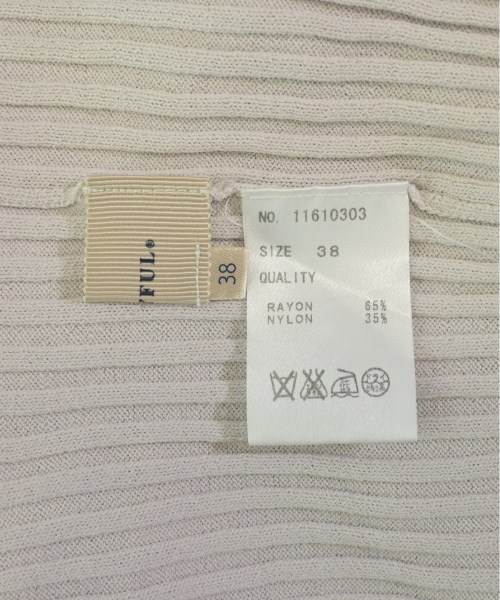 YFUL®
38
NO. 11610303
SIZE 38
QUALITY
RAYON 65%
NYLON 35%